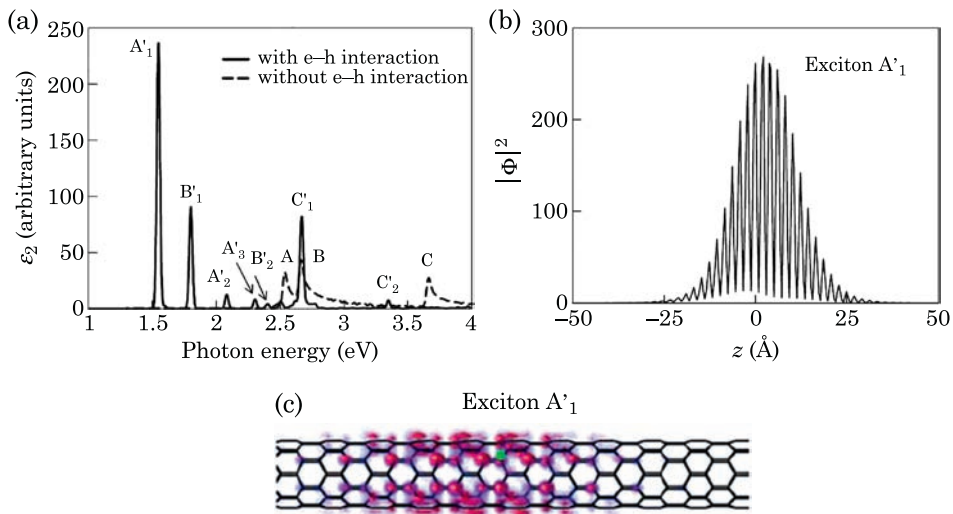 (a)
250
200
150
100
50
0
ε₂ (arbitrary units)
1
1.5
2
2.5
3
3.5
4
Photon energy (eV)
with e–h interaction
without e–h interaction
A'₁
B'₁
A'₂
A'₃
B'₂
A
C'₁
B
C'₂
C
(b)
300
200
100
0
|Φ|²
−50
−25
0
25
50
z (Å)
Exciton A'₁
(c)
Exciton A'₁